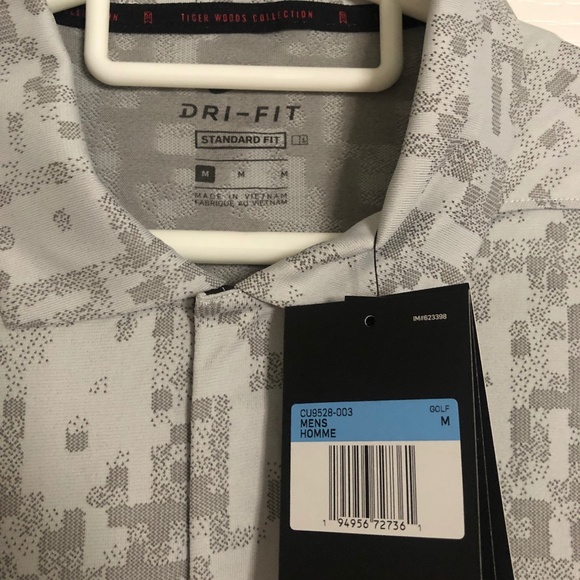 TIGER WOODS COLLECTION
DRI-FIT
STANDARD FIT
M M M
MADE IN VIETNAM
FABRIQUE AU VIETNAM
IM#623398
CU9528-003 GOLF
MENS M
HOMME
1 94956 72736 1